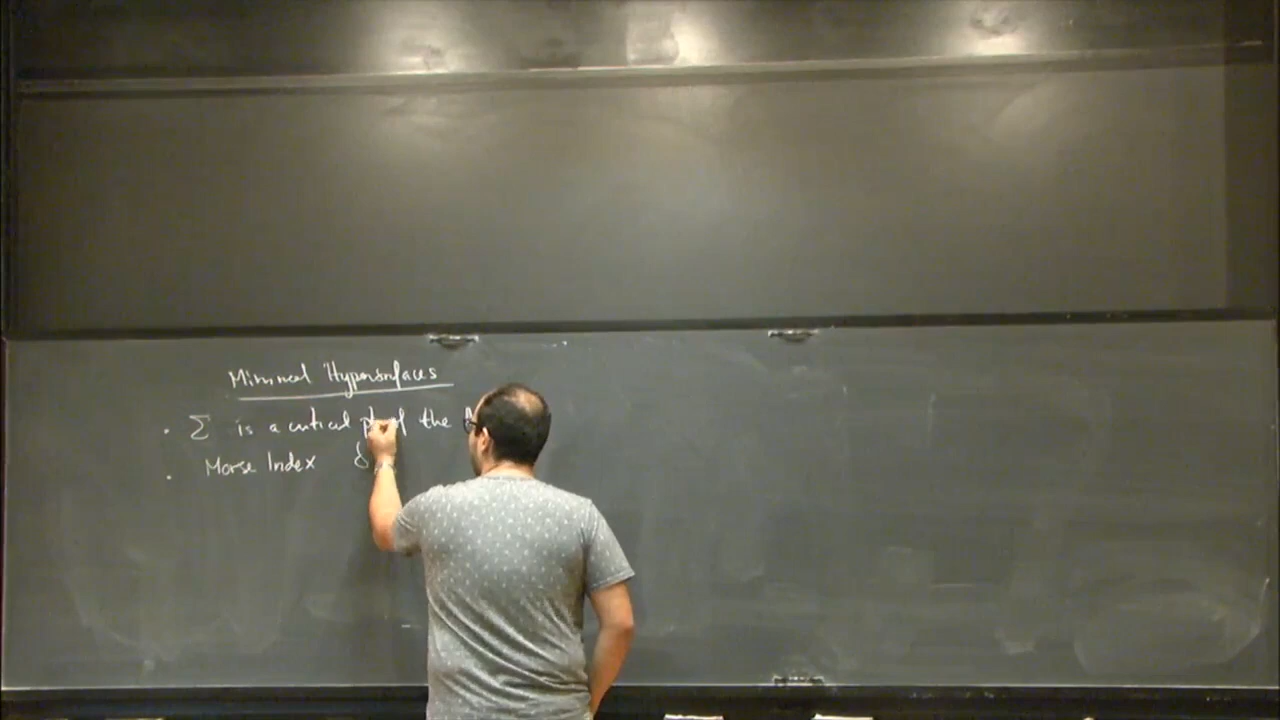 Minimal Hypersurfaces
· Σ is a critical pt of the
· Morse Index δ